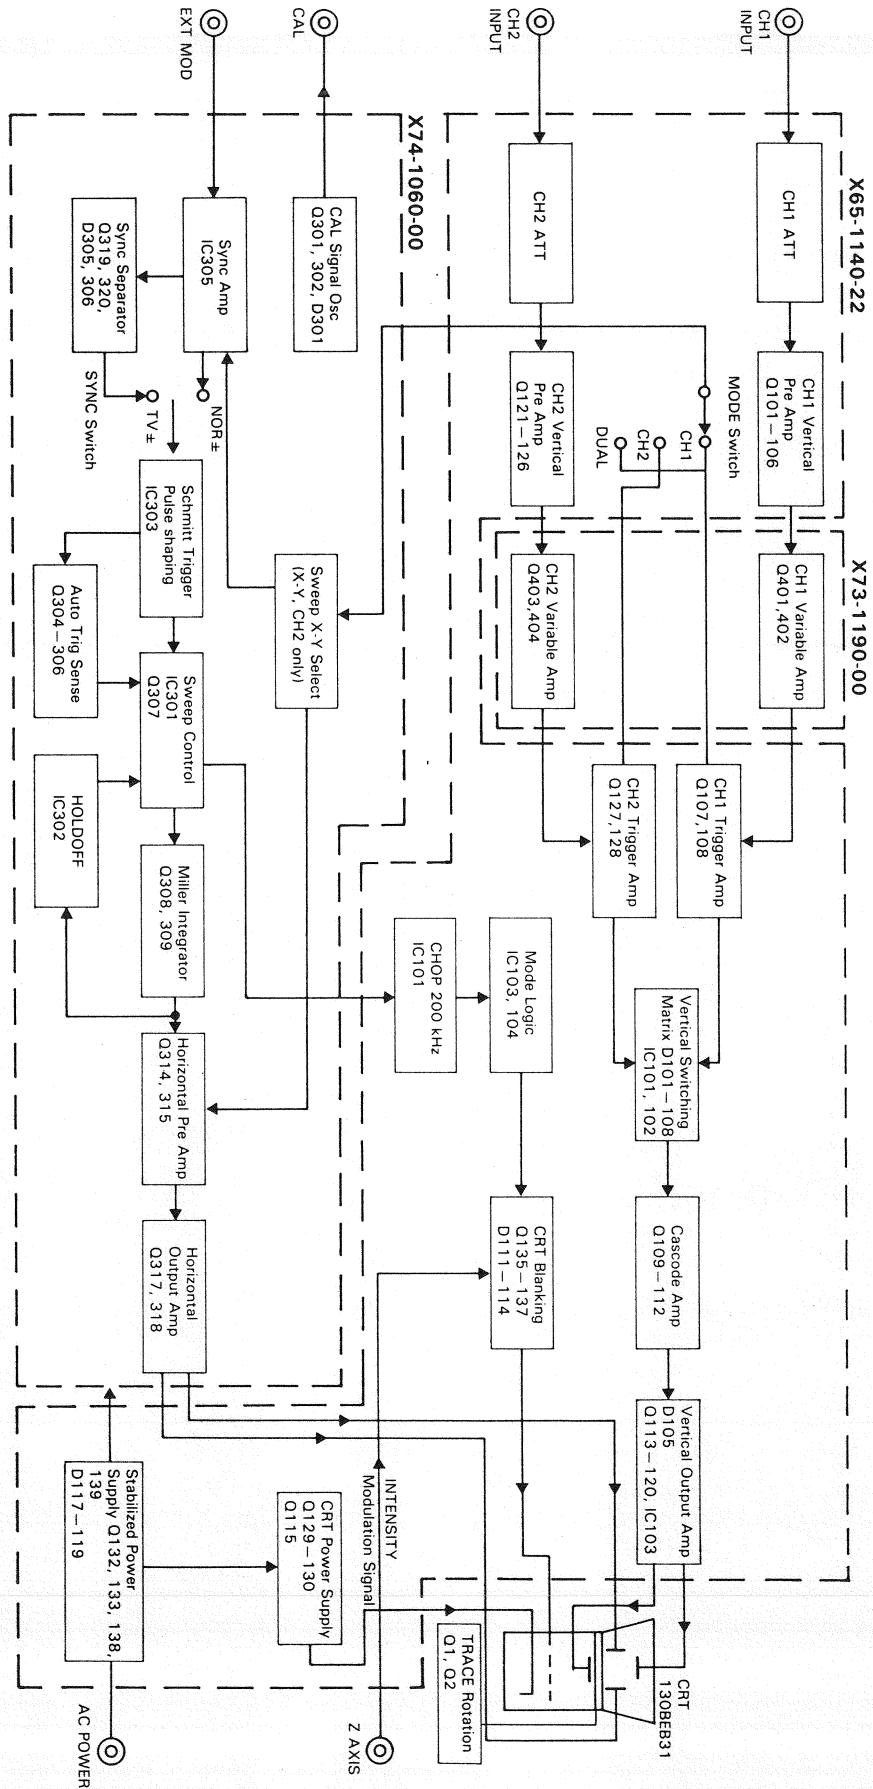 X65-1140-22
CH1
INPUT
CH1 ATT
CH1 Vertical
Pre Amp
Q101—106
X73-1190-00
CH1 Variable Amp
Q401,402
MODE Switch
CH1
CH2
DUAL
CH1 Trigger Amp
Q107,108
CH2 Trigger Amp
Q127,128
Vertical Switching
Matrix D101—108
IC101, 102
Cascode Amp
Q109—112
Vertical Output Amp
D105
Q113—120, IC103
CRT
130BEB31
CH2
INPUT
CH2 ATT
CH2 Vertical
Pre Amp
Q121—126
CH2 Variable Amp
Q403,404
Mode Logic
IC103, 104
CHOP 200 kHz
IC101
CRT Blanking
Q135—137
D111—114
TRACE Rotation
Q1, Q2
X74-1060-00
CAL
CAL Signal Osc
Q301, 302, D301
Sweep X-Y Select
(X-Y, CH2 only)
INTENSITY
Modulation Signal
Z AXIS
CRT Power Supply
Q129—130
Q115
EXT MOD
Sync Amp
IC305
NOR±
TV±
SYNC Switch
Sync Separator
Q319, 320,
D305, 306
Schmitt Trigger
Pulse shaping
IC303
Auto Trig Sense
Q304—306
Sweep Control
IC301
Q307
HOLDOFF
IC302
Miller Integrator
Q308, 309
Horizontal Pre Amp
Q314, 315
Horizontal
Output Amp
Q317, 318
Stabilized Power
Supply Q132, 133, 138,
139
D117—119
AC POWER